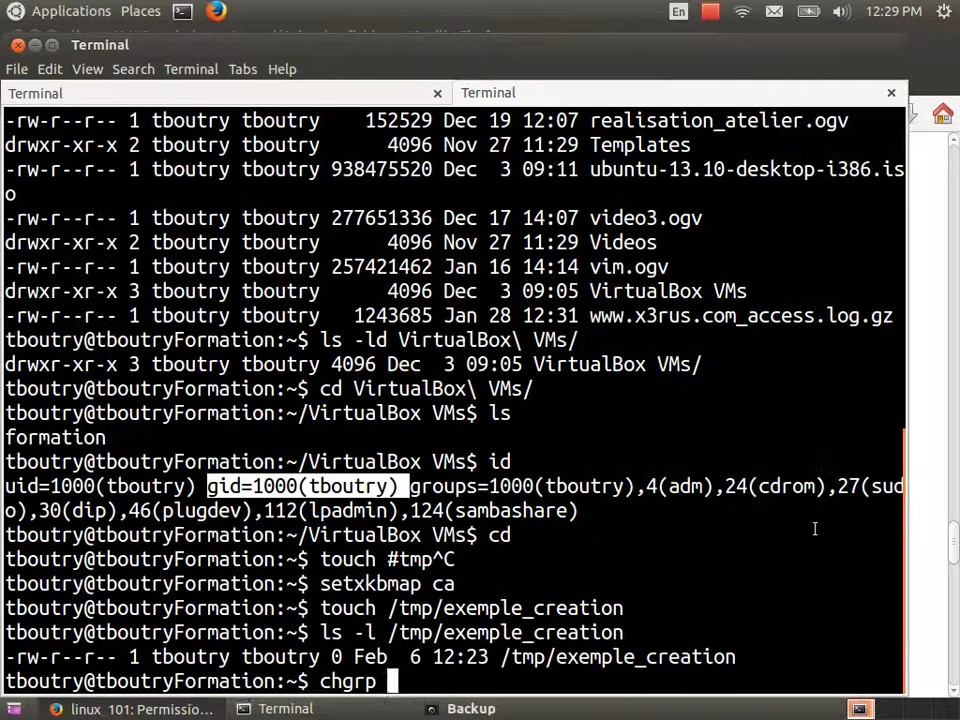 Applications Places En 12:29 PM
Terminal
File Edit View Search Terminal Tabs Help
Terminal Terminal
-rw-r--r-- 1 tboutry tboutry    152529 Dec 19 12:07 realisation_atelier.ogv
drwxr-xr-x 2 tboutry tboutry      4096 Nov 27 11:29 Templates
-rw-r--r-- 1 tboutry tboutry 938475520 Dec  3 09:11 ubuntu-13.10-desktop-i386.is
o
-rw-r--r-- 1 tboutry tboutry 277651336 Dec 17 14:07 video3.ogv
drwxr-xr-x 2 tboutry tboutry      4096 Nov 27 11:29 Videos
-rw-r--r-- 1 tboutry tboutry 257421462 Jan 16 14:14 vim.ogv
drwxr-xr-x 3 tboutry tboutry      4096 Dec  3 09:05 VirtualBox VMs
-rw-r--r-- 1 tboutry tboutry   1243685 Jan 28 12:31 www.x3rus.com_access.log.gz
tboutry@tboutryFormation:~$ ls -ld VirtualBox\ VMs/
drwxr-xr-x 3 tboutry tboutry 4096 Dec  3 09:05 VirtualBox VMs/
tboutry@tboutryFormation:~$ cd VirtualBox\ VMs/
tboutry@tboutryFormation:~/VirtualBox VMs$ ls
formation
tboutry@tboutryFormation:~/VirtualBox VMs$ id
uid=1000(tboutry) gid=1000(tboutry) groups=1000(tboutry),4(adm),24(cdrom),27(sud
o),30(dip),46(plugdev),112(lpadmin),124(sambashare)
tboutry@tboutryFormation:~/VirtualBox VMs$ cd
tboutry@tboutryFormation:~$ touch #tmp^C
tboutry@tboutryFormation:~$ setxkbmap ca
tboutry@tboutryFormation:~$ touch /tmp/exemple_creation
tboutry@tboutryFormation:~$ ls -l /tmp/exemple_creation
-rw-r--r-- 1 tboutry tboutry 0 Feb  6 12:23 /tmp/exemple_creation
tboutry@tboutryFormation:~$ chgrp
linux_101: Permissio... Terminal Backup